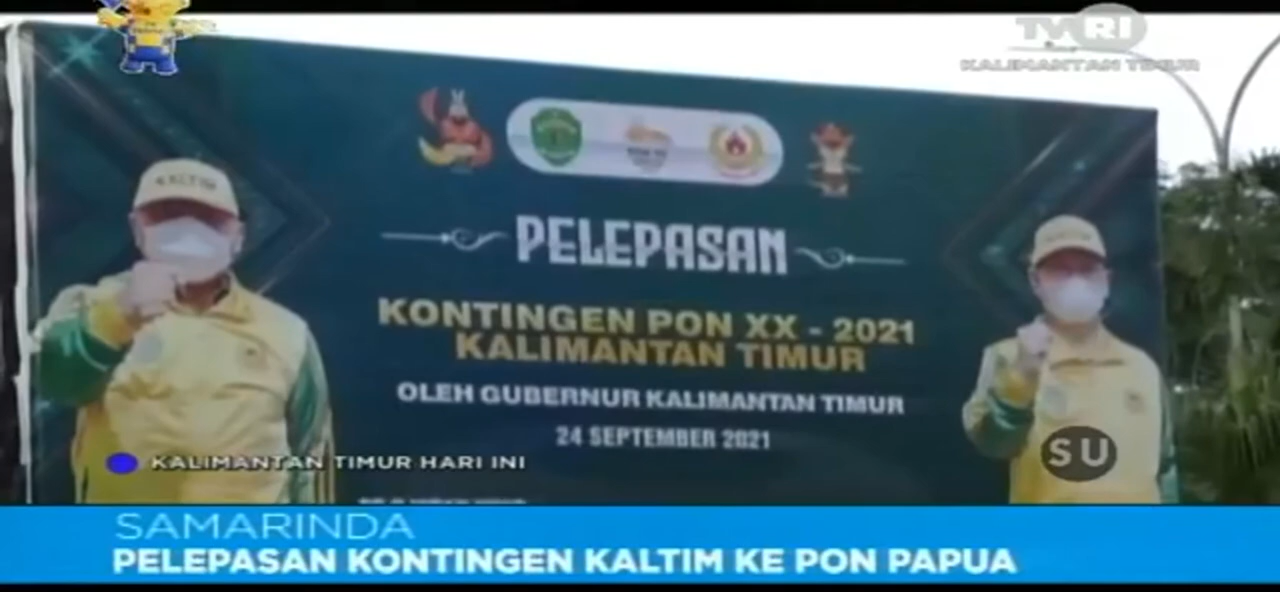 TVRI
KALIMANTAN TIMUR
KALTIM
PELEPASAN
KONTINGEN PON XX - 2021
KALIMANTAN TIMUR
OLEH GUBERNUR KALIMANTAN TIMUR
24 SEPTEMBER 2021
SU
KALIMANTAN TIMUR HARI INI
SAMARINDA
PELEPASAN KONTINGEN KALTIM KE PON PAPUA